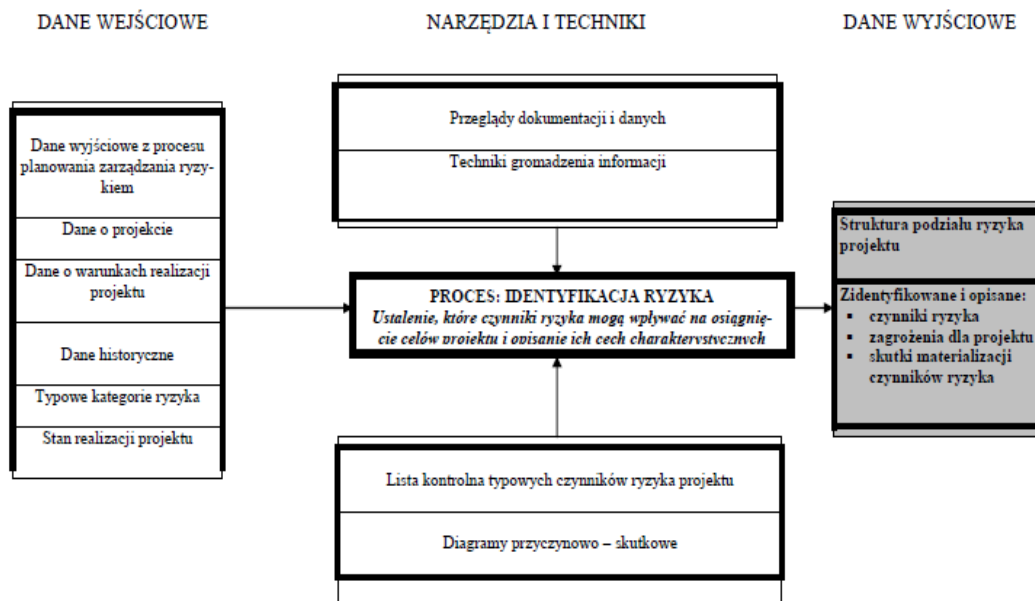 DANE WEJŚCIOWE
NARZĘDZIA I TECHNIKI
DANE WYJŚCIOWE
Dane wyjściowe z procesu
planowania zarządzania ryzy-
kiem
Dane o projekcie
Dane o warunkach realizacji
projektu
Dane historyczne
Typowe kategorie ryzyka
Stan realizacji projektu
Przeglądy dokumentacji i danych
Techniki gromadzenia informacji
PROCES: IDENTYFIKACJA RYZYKA
Ustalenie, które czynniki ryzyka mogą wpływać na osiągnię-
cie celów projektu i opisanie ich cech charakterystycznych
Lista kontrolna typowych czynników ryzyka projektu
Diagramy przyczynowo – skutkowe
Struktura podziału ryzyka
projektu
Zidentyfikowane i opisane:
▪ czynniki ryzyka
▪ zagrożenia dla projektu
▪ skutki materializacji
czynników ryzyka